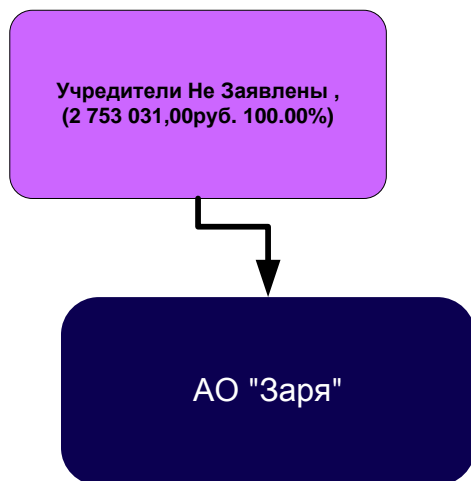 Учредители Не Заявлены ,
(2 753 031,00руб. 100.00%)
АО "Заря"